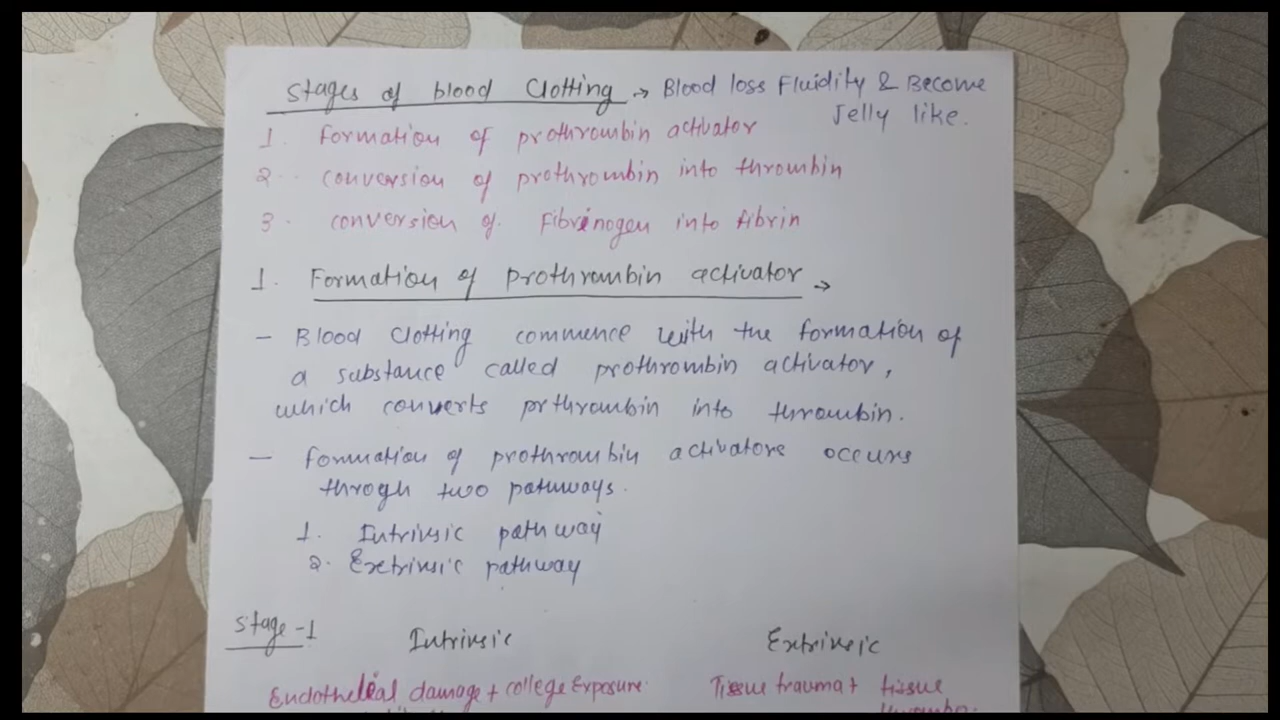 Stages of blood Clotting → Blood loss Fluidity & Become
Jelly like.
1. Formation of prothrombin activator
2. conversion of prothrombin into thrombin
3. conversion of Fibrinogen into fibrin
1. Formation of prothrombin activator →
- Blood Clotting commence with the formation of
a substance called prothrombin activator,
which converts prthrombin into thrombin.
- formation of prothrombin activators occurs
throgh two pathways.
1. Intrinsic pathway
2. Extrinsic pathway
Stage-1
Intrinsic Extrinsic
Endothelial damage + college Exposure. Tissue trauma + tissue